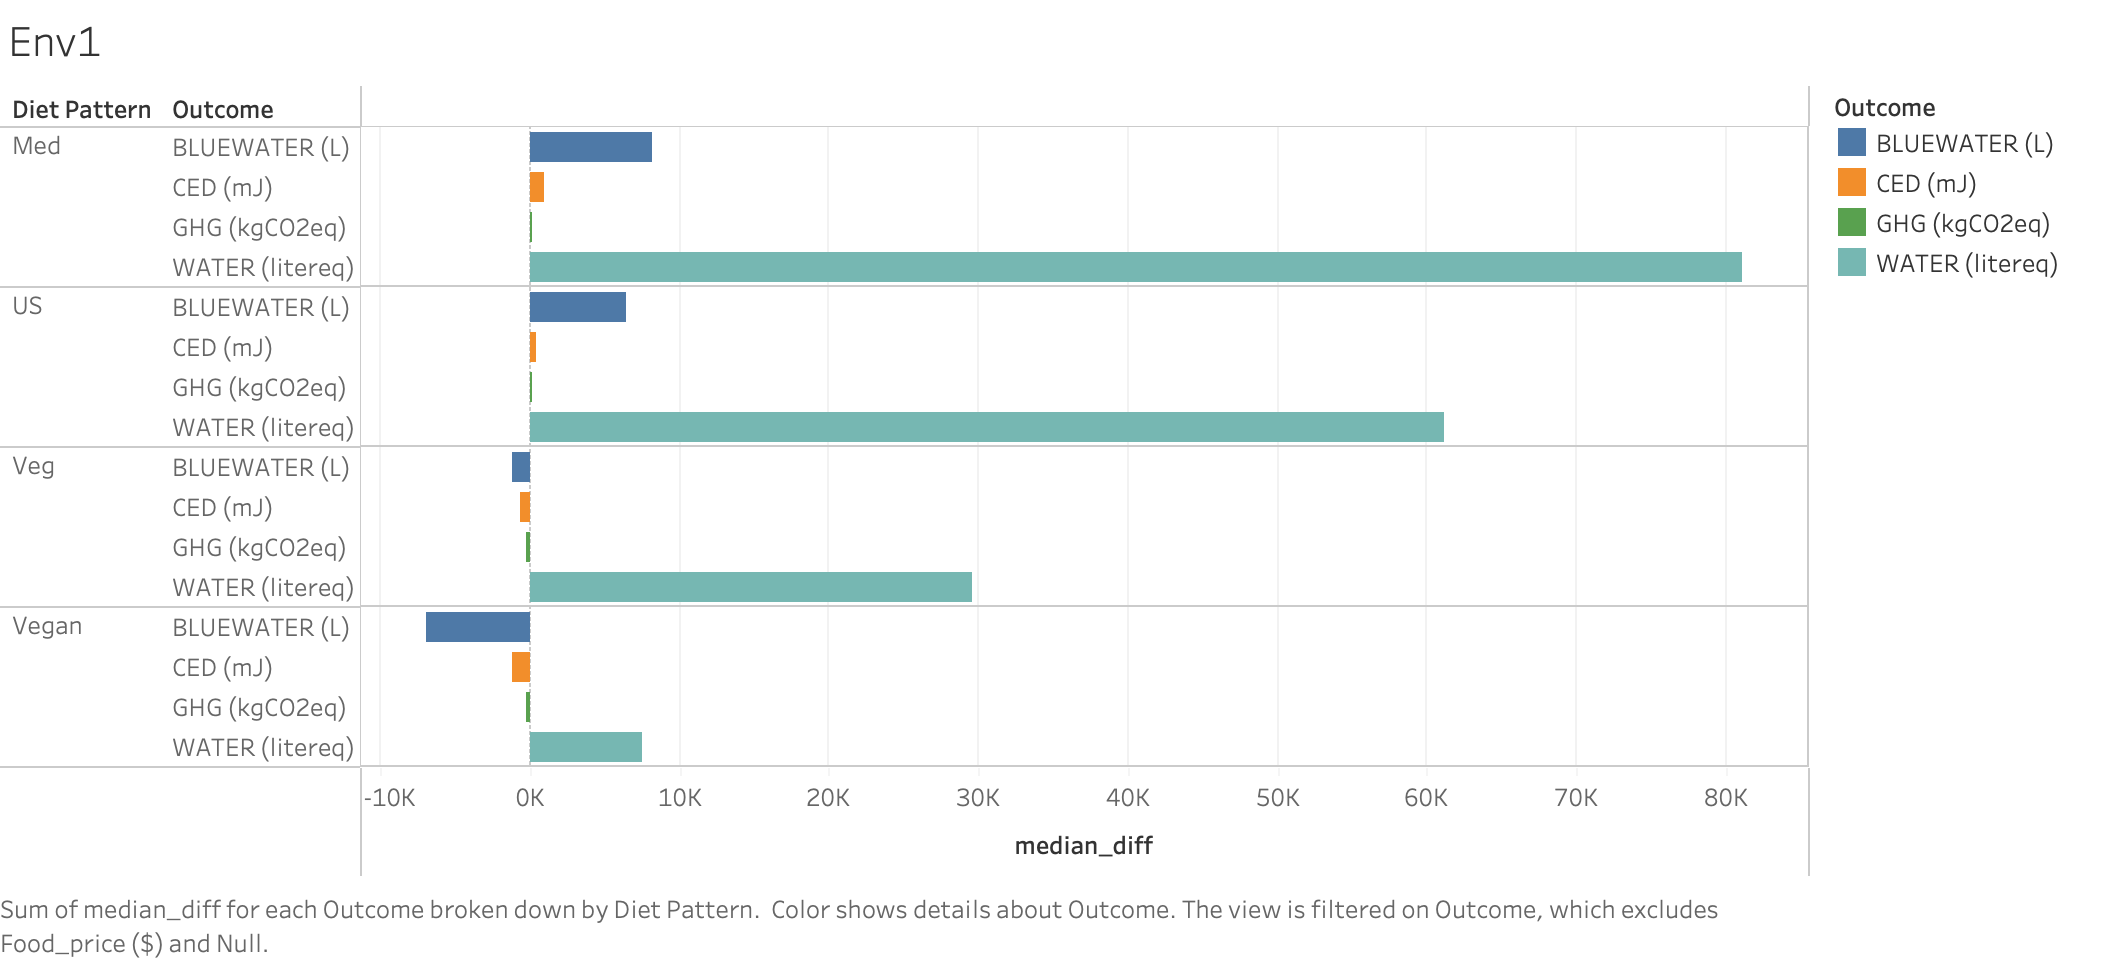 Env1
Diet Pattern Outcome
Med BLUEWATER (L)
CED (mJ)
GHG (kgCO2eq)
WATER (litereq)
US BLUEWATER (L)
CED (mJ)
GHG (kgCO2eq)
WATER (litereq)
Veg BLUEWATER (L)
CED (mJ)
GHG (kgCO2eq)
WATER (litereq)
Vegan BLUEWATER (L)
CED (mJ)
GHG (kgCO2eq)
WATER (litereq)
-10K 0K 10K 20K 30K 40K 50K 60K 70K 80K
median_diff
Outcome
BLUEWATER (L)
CED (mJ)
GHG (kgCO2eq)
WATER (litereq)
Sum of median_diff for each Outcome broken down by Diet Pattern.  Color shows details about Outcome. The view is filtered on Outcome, which excludes
Food_price ($) and Null.